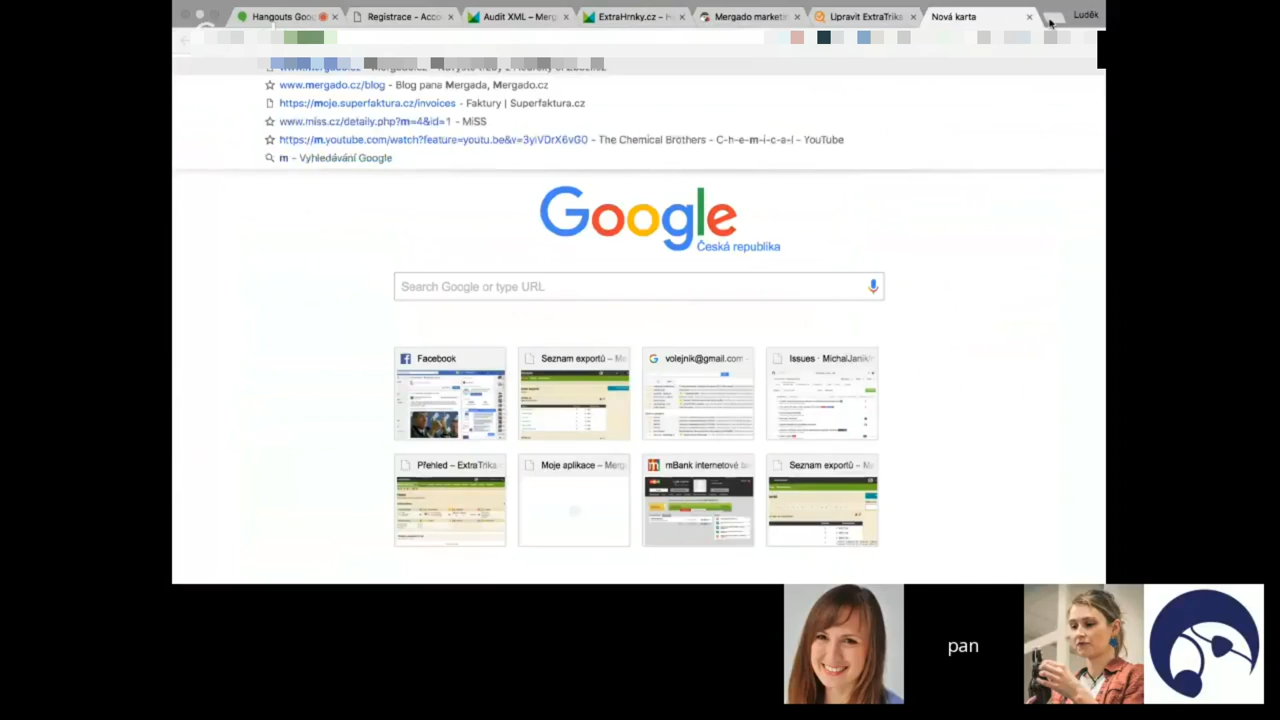 Hangouts Goo
Registrace – Acco
Audit XML – Merg
ExtraHrnky.cz – H
Mergado market
Upravit ExtraTrika
Nová karta
Luděk
www.mergado.cz/blog - Blog pana Mergada, Mergado.cz
https://moje.superfaktura.cz/invoices - Faktury | Superfaktura.cz
www.miss.cz/detaily.php?m=4&id=1 - MiSS
https://m.youtube.com/watch?feature=youtu.be&v=3yiVDrX6vG0 - The Chemical Brothers - C-h-e-m-i-c-a-l - YouTube
m - Vyhledávání Google
Google
Česká republika
Search Google or type URL
Facebook
Seznam exportů – Me
volejnik@gmail.com -
Issues · MichalJanik/
Přehled – ExtraTrika
Moje aplikace – Merg
mBank internetové b
Seznam exportů – Me
pan